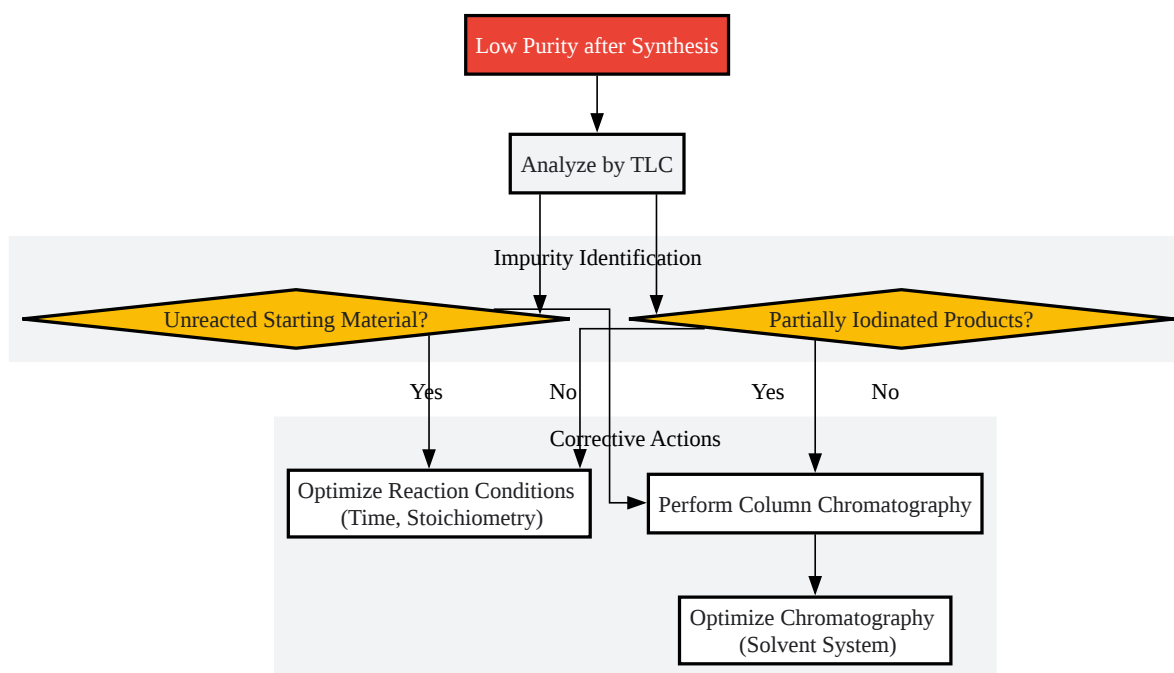 Low Purity after Synthesis
Analyze by TLC
Impurity Identification
Unreacted Starting Material?
Partially Iodinated Products?
Yes
No
Yes
No
Corrective Actions
Optimize Reaction Conditions
(Time, Stoichiometry)
Perform Column Chromatography
Optimize Chromatography
(Solvent System)